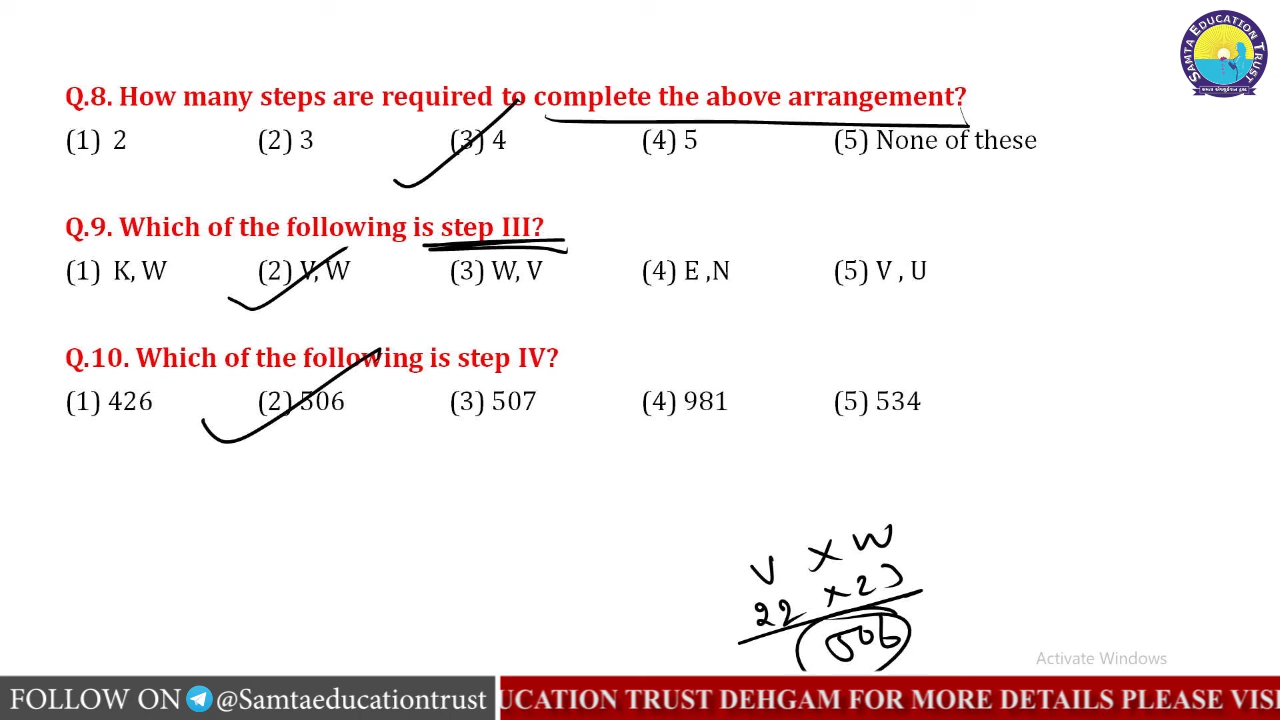 SAMTA EDUCATION TRUST
Q.8. How many steps are required to complete the above arrangement?
(1) 2 (2) 3 (3) 4 (4) 5 (5) None of these
Q.9. Which of the following is step III?
(1) K, W (2) V, W (3) W, V (4) E ,N (5) V , U
Q.10. Which of the following is step IV?
(1) 426 (2) 506 (3) 507 (4) 981 (5) 534
V × W
22 × 23
506
Activate Windows
FOLLOW ON @Samtaeducationtrust UCATION TRUST DEHGAM FOR MORE DETAILS PLEASE VISI